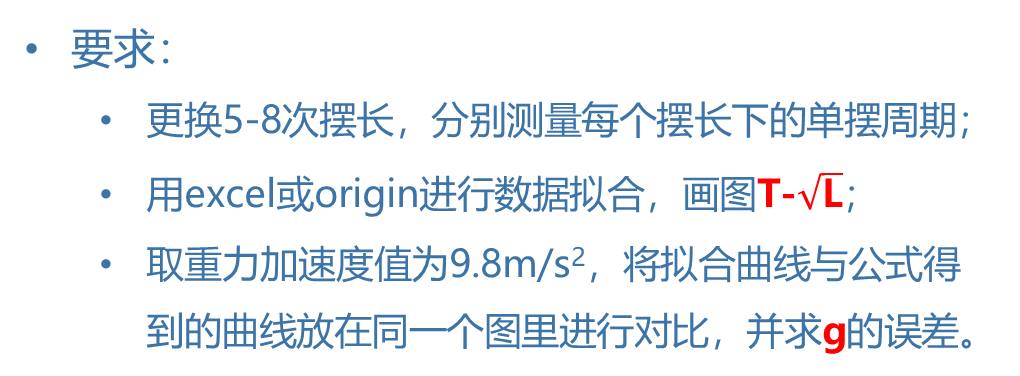 • 要求：
• 更换5-8次摆长，分别测量每个摆长下的单摆周期；
• 用excel或origin进行数据拟合，画图T-√L；
• 取重力加速度值为9.8m/s²，将拟合曲线与公式得
到的曲线放在同一个图里进行对比，并求g的误差。